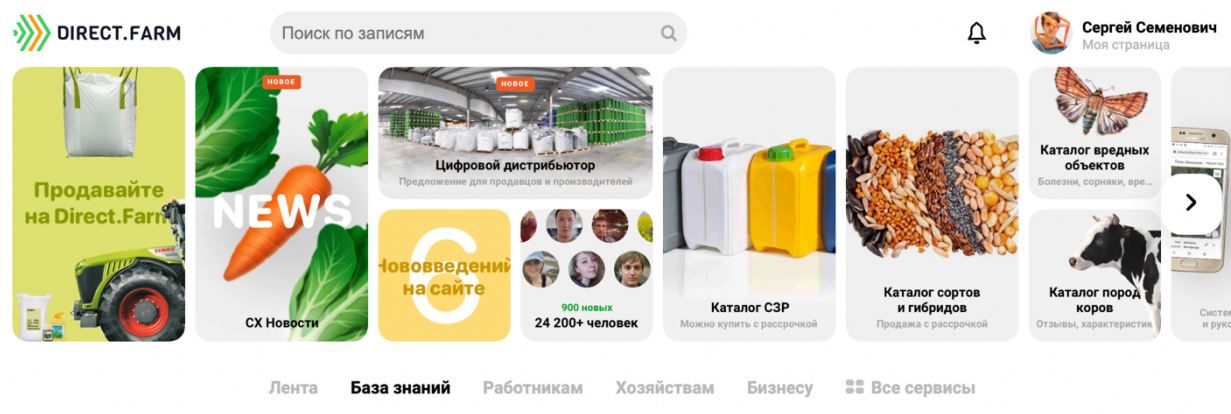 DIRECT.FARM
Поиск по записям
Сергей Семенович
Моя страница
Продавайте
на Direct.Farm
НОВОЕ
NEWS
СХ Новости
НОВОЕ
Цифровой дистрибьютор
Предложение для продавцов и производителей
6
Нововведений
на сайте
900 новых
24 200+ человек
Каталог СЗР
Можно купить с рассрочкой
Каталог сортов
и гибридов
Продажа с рассрочкой
Каталог вредных
объектов
Болезни, сорняки, вре...
Каталог пород
коров
Отзывы, характеристик
Систем
и руко
Лента
База знаний
Работникам
Хозяйствам
Бизнесу
Все сервисы